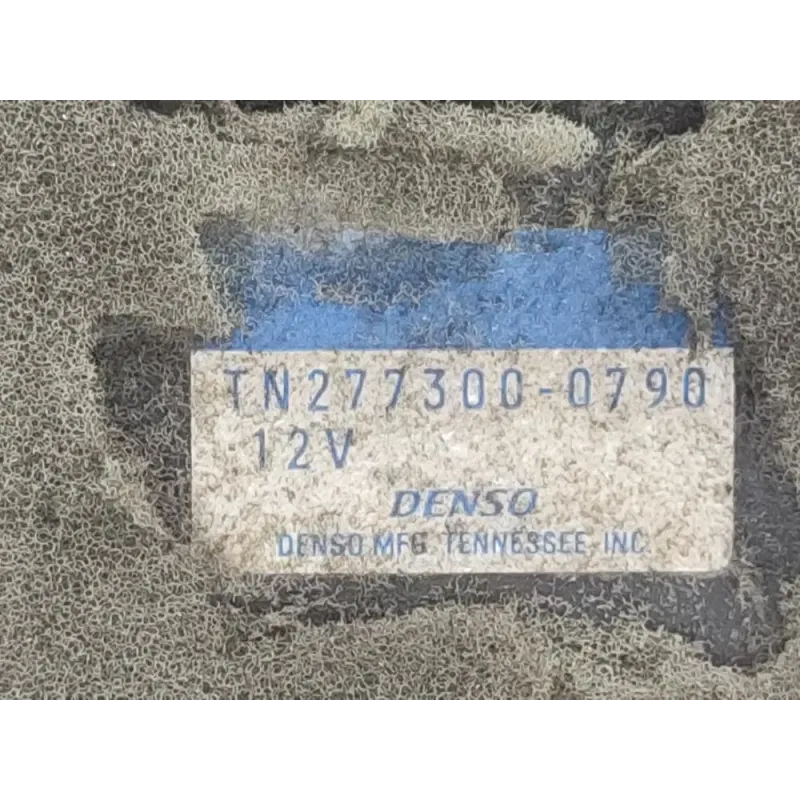 TN277300-0790
12V
DENSO
DENSO MFG TENNESSEE INC.